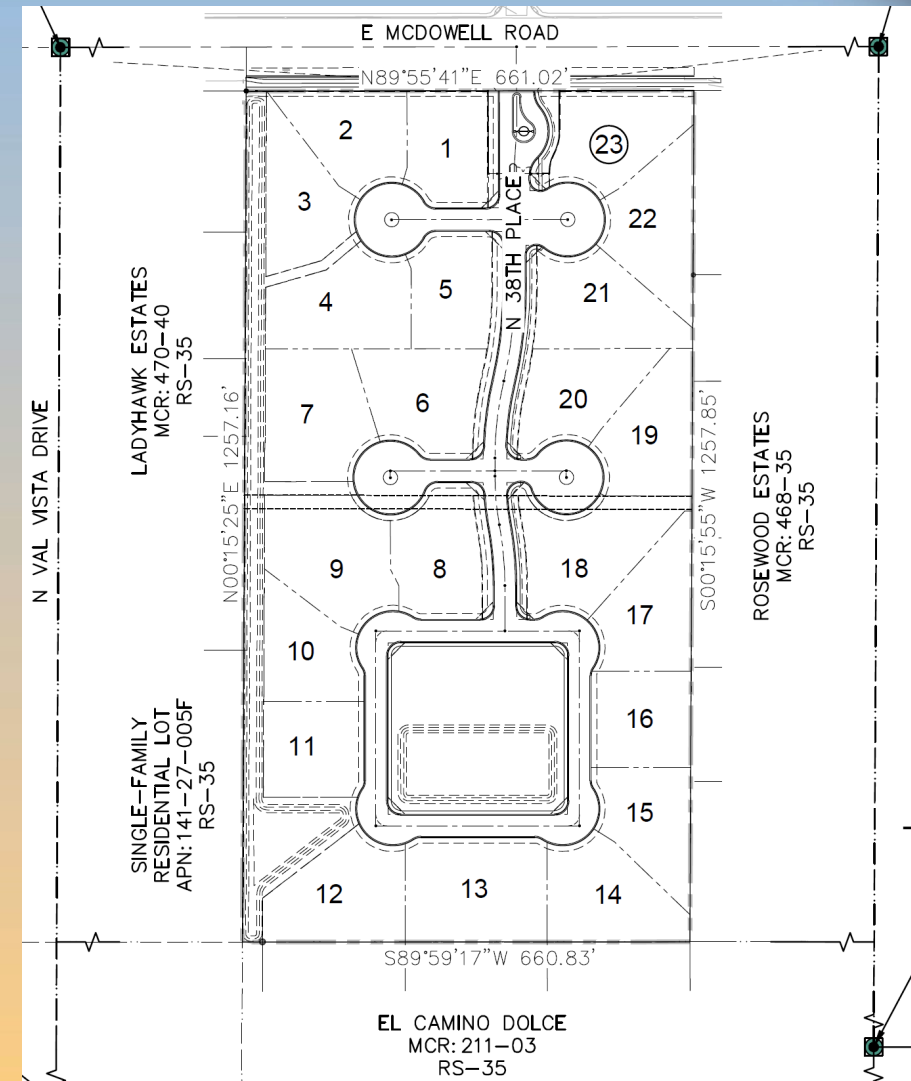 E MCDOWELL ROAD
N89°55'41"E 661.02'
2
1
23
3
22
N 38TH PLACE
4
5
21
LADYHAWK ESTATES
MCR: 470-40
RS-35
6
20
7
19
N VAL VISTA DRIVE
N00°15'25"E 1257.16'
S00°15'55"W 1257.85'
ROSEWOOD ESTATES
MCR: 468-35
RS-35
9
8
18
17
10
16
11
SINGLE-FAMILY
RESIDENTIAL LOT
APN: 141-27-005F
RS-35
15
12
13
14
S89°59'17"W 660.83'
EL CAMINO DOLCE
MCR: 211-03
RS-35